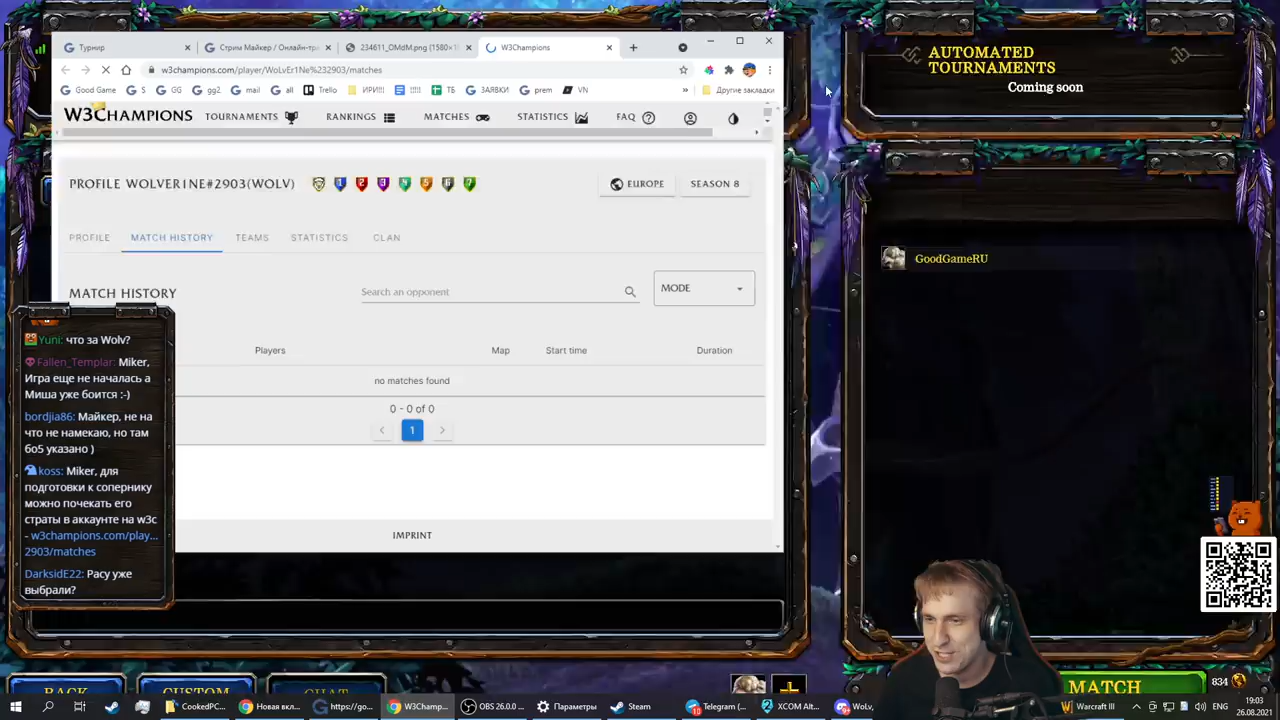 Турнир
Стрим Майкер / Онлайн-тр
234611_OMdM.png (1580×1
W3Champions
w3champions.com/player/WoLvEr1Ne%232903/matches
Good Game
S
GG
gg2
mail
all
Trello
ИРИ!!!
!!!!
ТБ
ЗАЯВКИ
prem
VN
»
Другие закладки
W3CHAMPIONS
TOURNAMENTS
RANKINGS
MATCHES
STATISTICS
FAQ
PROFILE WOLVER1NE#2903(WOLV)
EUROPE
SEASON 8
PROFILE
MATCH HISTORY
TEAMS
STATISTICS
CLAN
MATCH HISTORY
Search an opponent
MODE
Players
Map
Start time
Duration
no matches found
0 - 0 of 0
1
IMPRINT
Yuni: что за Wolv?
Fallen_Templar: Miker,
Игра еще не началась а
Миша уже боится :-)
bordjia86: Майкер, не на
что не намекаю, но там
бо5 указано )
koss: Miker, для
подготовки к сопернику
можно почекать его
страты в аккаунте на w3c
- w3champions.com/play...
2903/matches
DarksidE22: Расу уже
выбрали?
AUTOMATED
TOURNAMENTS
Coming soon
GoodGameRU
BACK
CUSTOM
CHAT
MATCH
834
CookedPC...
Новая вкл...
https://go...
W3Champ...
OBS 26.0.0 ...
Параметры
Steam
Telegram (...
XCOM Alter...
WoLv, ...
Warcraft III
ENG
19:03
26.08.2021